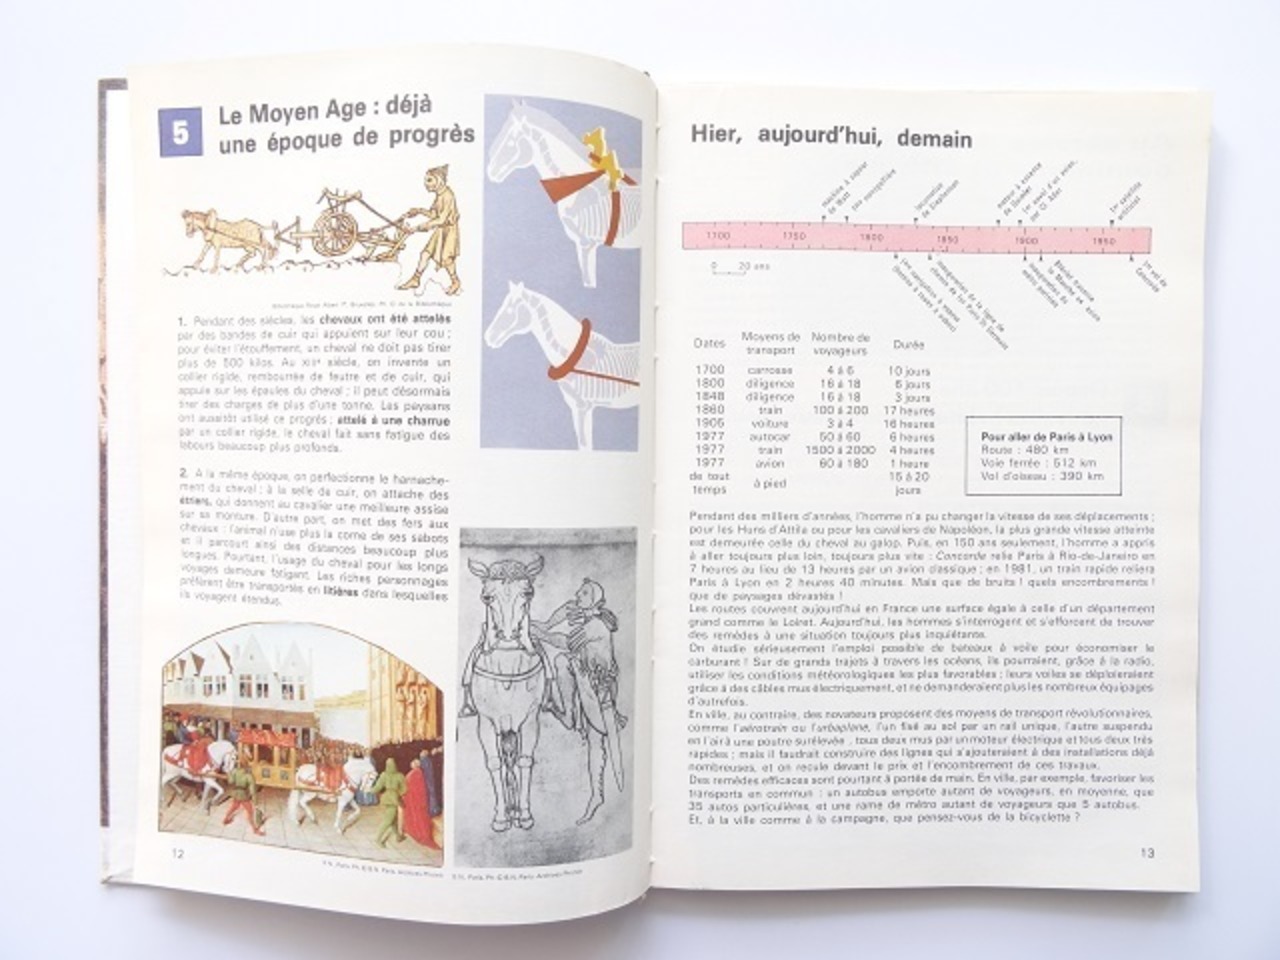 5
Le Moyen Age : déjà
une époque de progrès
1. Pendant des siècles, les chevaux ont été attelés
par des bandes de cuir qui appuient sur leur cou ;
pour éviter l'étouffement, un cheval ne doit pas tirer
plus de 500 kilos. Au XIIIe siècle, on invente un
collier rigide, rembourrée de feutre et de cuir, qui
appuie sur les épaules du cheval ; il peut désormais
tirer des charges de plus d'une tonne. Les paysans
ont aussitôt utilisé ce progrès : attelé à une charrue
par un collier rigide, le cheval fait sans fatigue des
labours beaucoup plus profonds.
2. A la même époque, on perfectionne le harnache-
ment du cheval : à la selle de cuir, on attache des
étriers, qui donnent au cavalier une meilleure assise
sur sa monture. D'autre part, on met des fers aux
chevaux : l'animal n'use plus la corne de ses sabots
et il parcourt ainsi des distances beaucoup plus
longues. Pourtant, l'usage du cheval pour les longs
voyages demeure fatigant. Les riches personnages
préfèrent être transportés en litières dans lesquelles
ils voyagent étendus.
12
Hier, aujourd'hui, demain
machine à vapeur
de Watt
locomotive
de Stephenson
1er satellite
artificiel
1700 1750 1800 1850 1900 1950
0 20 ans
1er vol de
Concorde
Dates Moyens de transport Nombre de voyageurs Durée
1700 carrosse 4 à 6 10 jours
1800 diligence 16 à 18 6 jours
1848 diligence 16 à 18 3 jours
1860 train 100 à 200 17 heures
1906 voiture 3 à 4 16 heures
1977 autocar 50 à 60 6 heures
1977 train 1500 à 2000 4 heures
1977 avion 60 à 180 1 heure
de tout temps à pied 15 à 20 jours
Pour aller de Paris à Lyon
Route : 480 km
Voie ferrée : 512 km
Vol d'oiseau : 390 km
Pendant des milliers d'années, l'homme n'a pu changer la vitesse de ses déplacements ;
pour les Huns d'Attila ou pour les cavaliers de Napoléon, la plus grande vitesse atteinte
est demeurée celle du cheval au galop. Puis, en 150 ans seulement, l'homme a appris
à aller toujours plus loin, toujours plus vite : Concorde relie Paris à Rio-de-Janeiro en
7 heures au lieu de 13 heures par un avion classique ; en 1981, un train rapide reliera
Paris à Lyon en 2 heures 40 minutes. Mais que de bruits ! quels encombrements !
que de paysages dévastés !
Les routes couvrent aujourd'hui en France une surface égale à celle d'un département
grand comme le Loiret. Aujourd'hui, les hommes s'interrogent et s'efforcent de trouver
des remèdes à une situation toujours plus inquiétante.
On étudie sérieusement l'emploi possible de bateaux à voile pour économiser le
carburant ! Sur de grands trajets à travers les océans, ils pourraient, grâce à la radio,
utiliser les conditions météorologiques les plus favorables ; leurs voiles se déploieraient
grâce à des câbles mus électriquement, et ne demanderaient plus les nombreux équipages
d'autrefois.
En ville, au contraire, des novateurs proposent des moyens de transport révolutionnaires,
comme l'aérotrain ou l'urbaplane, l'un fixé au sol par un rail unique, l'autre suspendu
en l'air à une poutre surélevée, tous deux mus par un moteur électrique et tous deux très
rapides ; mais il faudrait construire des lignes qui s'ajouteraient à des installations déjà
nombreuses, et on recule devant le prix et l'encombrement de ces travaux.
Des remèdes efficaces sont pourtant à portée de main. En ville, par exemple, favoriser les
transports en commun : un autobus emporte autant de voyageurs, en moyenne, que
35 autos particulières, et une rame de métro autant de voyageurs que 5 autobus.
Et, à la ville comme à la campagne, que pensez-vous de la bicyclette ?
13